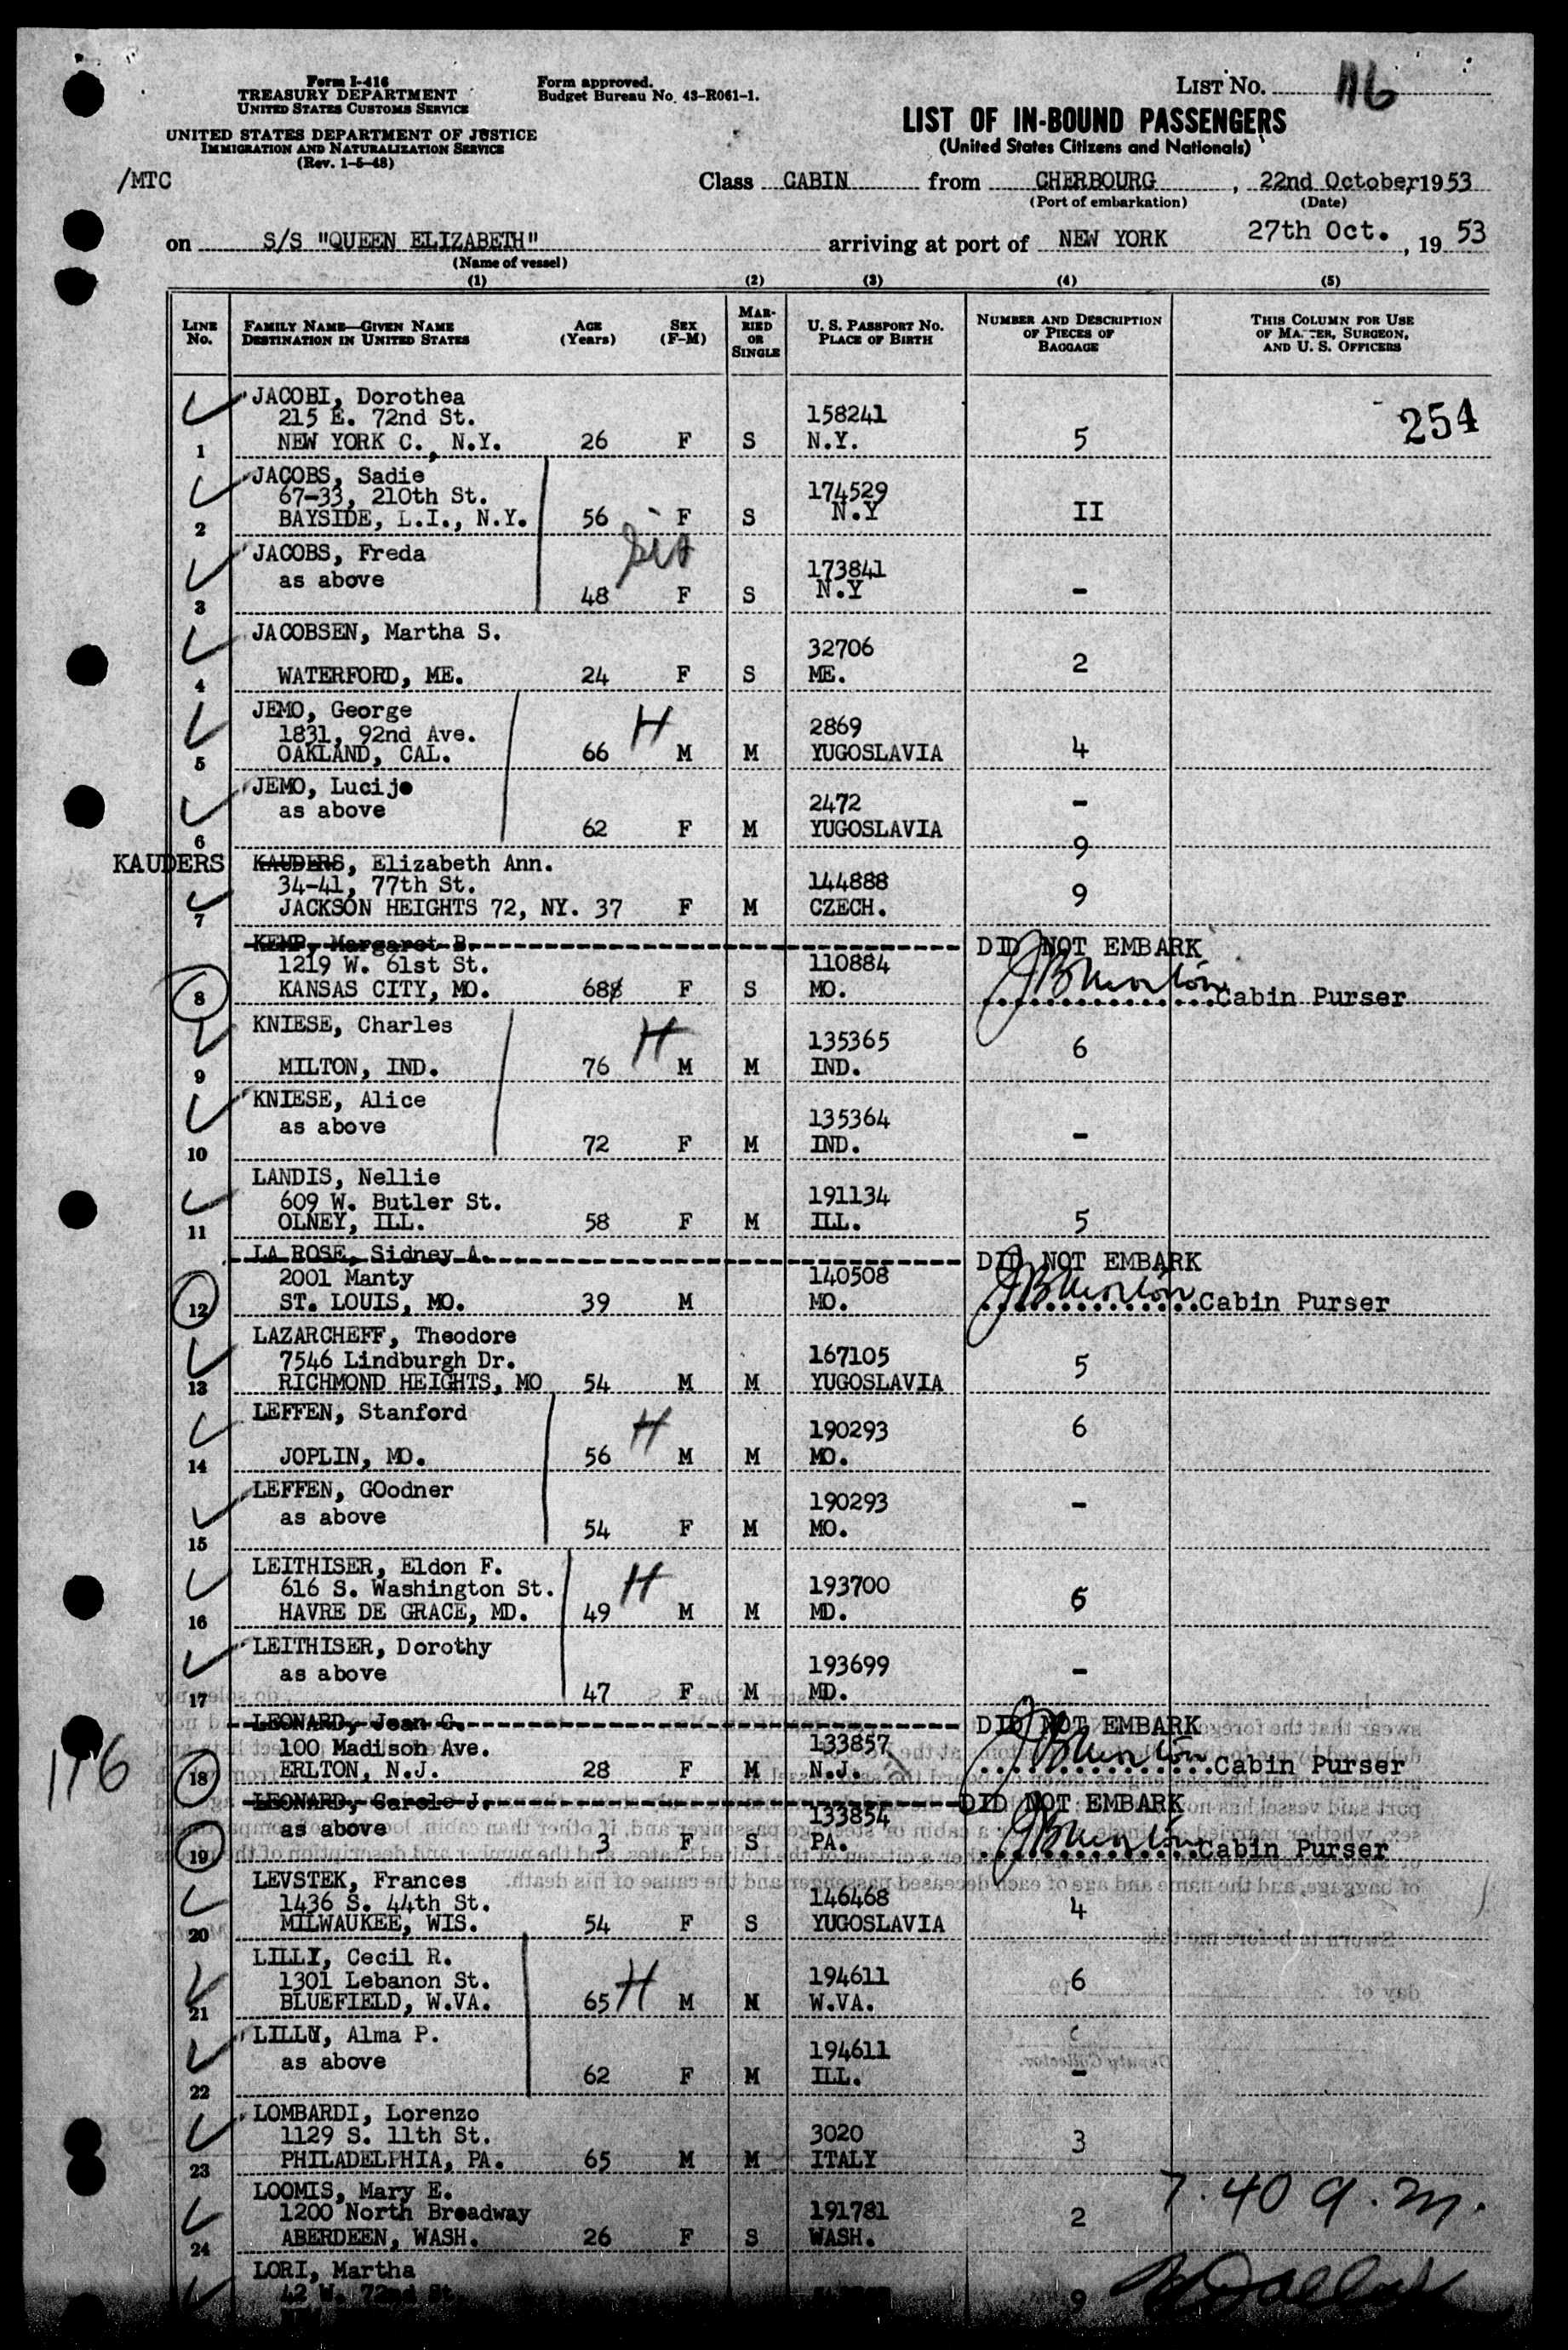 Form I-416
TREASURY DEPARTMENT
UNITED STATES CUSTOMS SERVICE
UNITED STATES DEPARTMENT OF JUSTICE
IMMIGRATION AND NATURALIZATION SERVICE
(Rev. 1-5-48)
Form approved.
Budget Bureau No. 43-R061-1.
LIST NO. 116
LIST OF IN-BOUND PASSENGERS
(United States Citizens and Nationals)
/MTC
Class CABIN from CHERBOURG, 22nd October, 1953
(Port of embarkation) (Date)
on S/S "QUEEN ELIZABETH" arriving at port of NEW YORK 27th Oct., 19 53
(Name of vessel)
(1) (2) (3) (4) (5)
LINE No. FAMILY NAME—GIVEN NAME DESTINATION IN UNITED STATES AGE (Years) SEX (F-M) MARRIED OR SINGLE U. S. PASSPORT NO. PLACE OF BIRTH NUMBER AND DESCRIPTION OF PIECES OF BAGGAGE THIS COLUMN FOR USE OF MASTER, SURGEON, AND U. S. OFFICERS
JACOBI, Dorothea
215 E. 72nd St. 158241 254
1 NEW YORK C., N.Y. 26 F S N.Y. 5
JACOBS, Sadie
67-33, 210th St. 174529
2 BAYSIDE, L.I., N.Y. 56 F S N.Y II
Sis
JACOBS, Freda
as above 173841
3 48 F S N.Y -
JACOBSEN, Martha S.
32706
4 WATERFORD, ME. 24 F S ME. 2
JEMO, George
1831, 92nd Ave. H 2869
5 OAKLAND, CAL. 66 M M YUGOSLAVIA 4
JEMO, Lucije
as above 2472 -
6 62 F M YUGOSLAVIA
9
KAUDERS KAUDERS, Elizabeth Ann.
34-41, 77th St. 144888
7 JACKSON HEIGHTS 72, NY. 37 F M CZECH. 9
KEMP, Margaret B. DID NOT EMBARK
1219 W. 61st St. 110884
8 KANSAS CITY, MO. 688 F S MO. Cabin Purser
KNIESE, Charles
H 135365 6
9 MILTON, IND. 76 M M IND.
KNIESE, Alice
as above 135364
10 72 F M IND. -
LANDIS, Nellie
609 W. Butler St. 191134
11 OLNEY, ILL. 58 F M ILL. 5
LA ROSE, Sidney A. DID NOT EMBARK
2001 Manty 140508
12 ST. LOUIS, MO. 39 M MO. Cabin Purser
LAZARCHEFF, Theodore
7546 Lindburgh Dr. 167105 5
13 RICHMOND HEIGHTS, MO 54 M M YUGOSLAVIA
LEFFEN, Stanford
H 190293 6
14 JOPLIN, MO. 56 M M MO.
LEFFEN, GOodner
as above 190293 -
15 54 F M MO.
LEITHISER, Eldon F.
616 S. Washington St. H 193700
16 HAVRE DE GRACE, MD. 49 M M MD. 6
LEITHISER, Dorothy
as above 193699 -
17 47 F M MD.
LEONARD, Jean C. DID NOT EMBARK
116
100 Madison Ave. 133857
18 ERLTON, N.J. 28 F M N.J. Cabin Purser
LEONARD, Carole J. DID NOT EMBARK
as above 133854
19 3 F S PA. Cabin Purser
LEVSTEK, Frances
1436 S. 44th St. 146468 4
20 MILWAUKEE, WIS. 54 F S YUGOSLAVIA
LILLY, Cecil R.
1301 Lebanon St. H 194611 6
21 BLUEFIELD, W.VA. 65 M M W.VA.
LILLY, Alma P.
as above 194611
22 62 F M ILL. -
LOMBARDI, Lorenzo
1129 S. 11th St. 3020 3
23 PHILADELPHIA, PA. 65 M M ITALY
LOOMIS, Mary E.
1200 North Broadway 191781 2 7.40 a.m.
24 ABERDEEN, WASH. 26 F S WASH.
LORI, Martha
42 W. 72nd St. 9